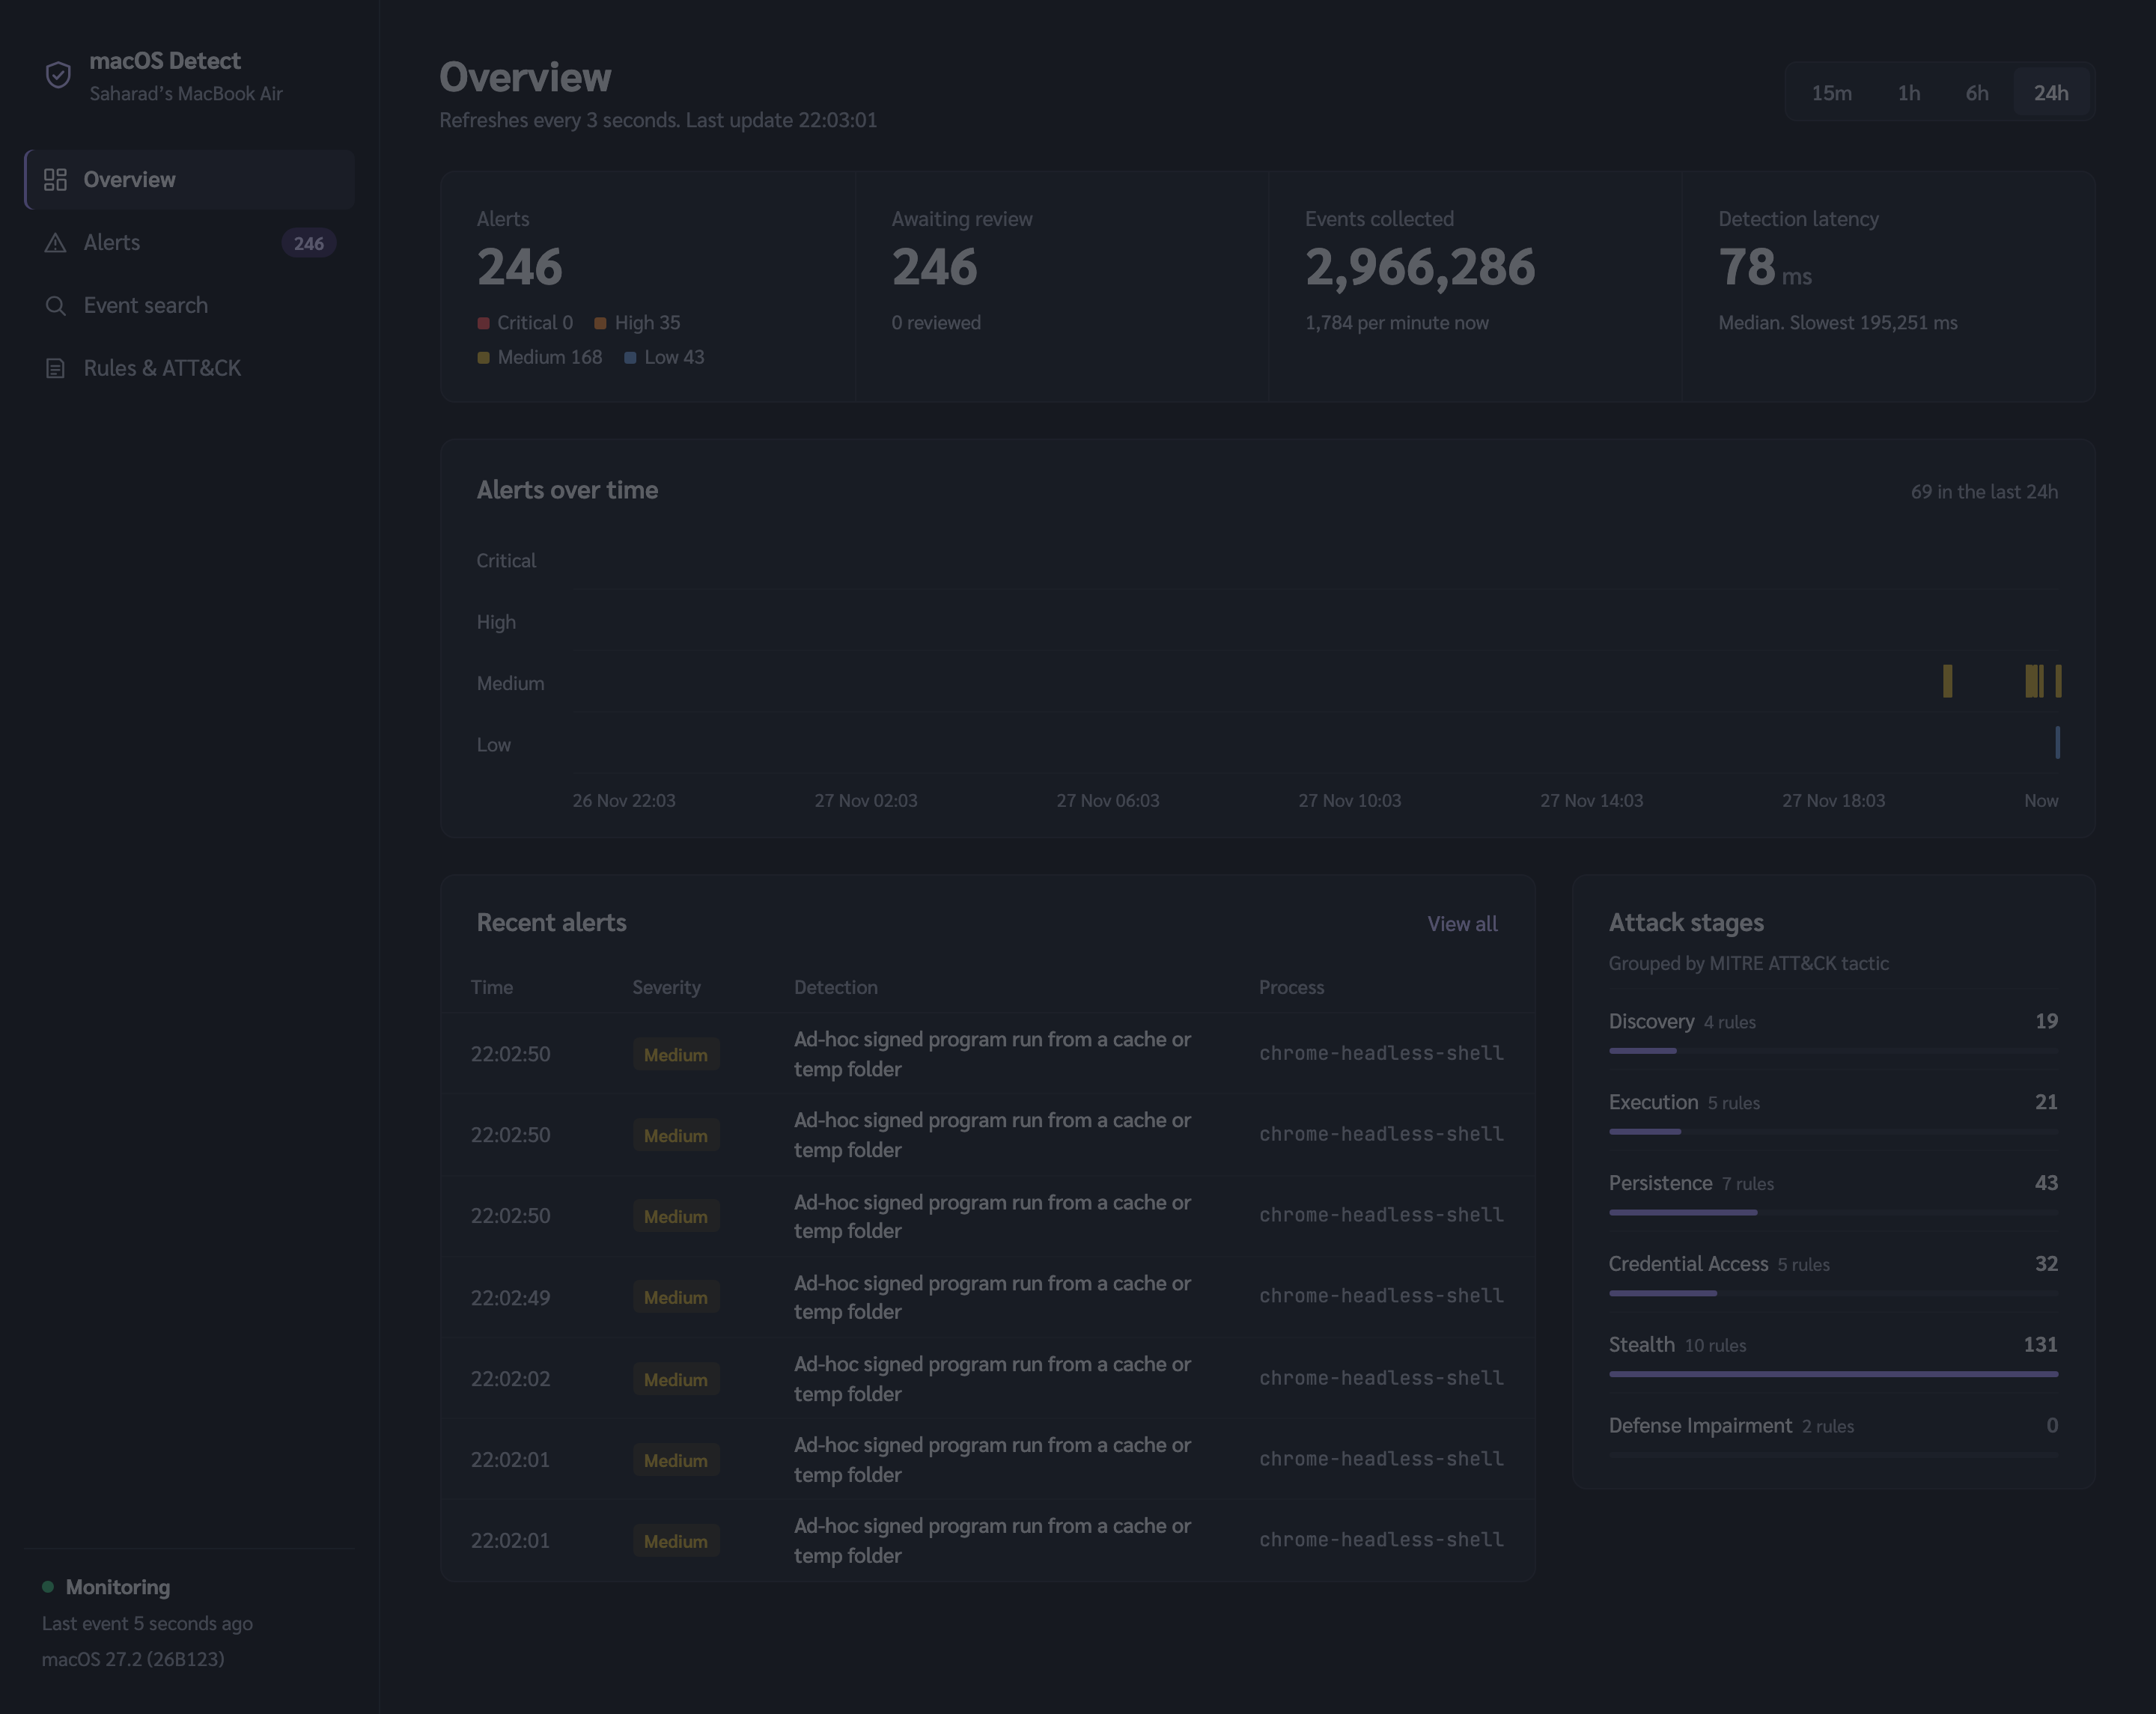 macOS Detect
Saharad’s MacBook Air
Overview
Alerts 246
Event search
Rules & ATT&CK
Monitoring
Last event 5 seconds ago
macOS 27.2 (26B123)
Overview
Refreshes every 3 seconds. Last update 22:03:01
15m 1h 6h 24h
Alerts
246
Critical 0 High 35
Medium 168 Low 43
Awaiting review
246
0 reviewed
Events collected
2,966,286
1,784 per minute now
Detection latency
78 ms
Median. Slowest 195,251 ms
Alerts over time
69 in the last 24h
Critical
High
Medium
Low
26 Nov 22:03 27 Nov 02:03 27 Nov 06:03 27 Nov 10:03 27 Nov 14:03 27 Nov 18:03 Now
Recent alerts
View all
Time Severity Detection Process
22:02:50 Medium Ad-hoc signed program run from a cache or chrome-headless-shell
temp folder
22:02:50 Medium Ad-hoc signed program run from a cache or chrome-headless-shell
temp folder
22:02:50 Medium Ad-hoc signed program run from a cache or chrome-headless-shell
temp folder
22:02:49 Medium Ad-hoc signed program run from a cache or chrome-headless-shell
temp folder
22:02:02 Medium Ad-hoc signed program run from a cache or chrome-headless-shell
temp folder
22:02:01 Medium Ad-hoc signed program run from a cache or chrome-headless-shell
temp folder
22:02:01 Medium Ad-hoc signed program run from a cache or chrome-headless-shell
temp folder
Attack stages
Grouped by MITRE ATT&CK tactic
Discovery 4 rules 19
Execution 5 rules 21
Persistence 7 rules 43
Credential Access 5 rules 32
Stealth 10 rules 131
Defense Impairment 2 rules 0